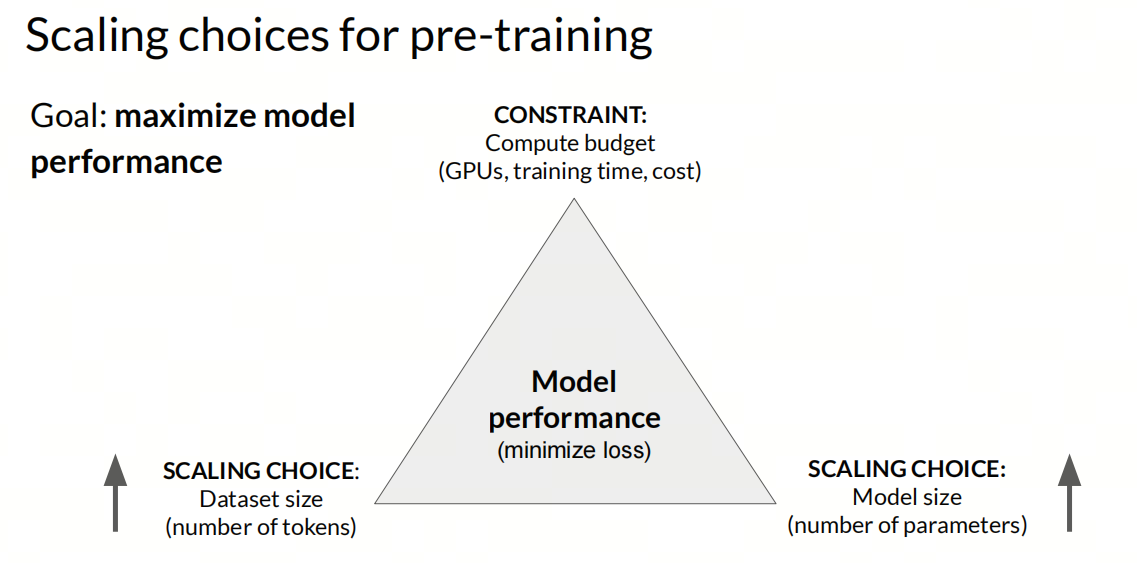 Scaling choices for pre-training
Goal: maximize model
performance
CONSTRAINT:
Compute budget
(GPUs, training time, cost)
Model
performance
(minimize loss)
SCALING CHOICE:
Dataset size
(number of tokens)
SCALING CHOICE:
Model size
(number of parameters)